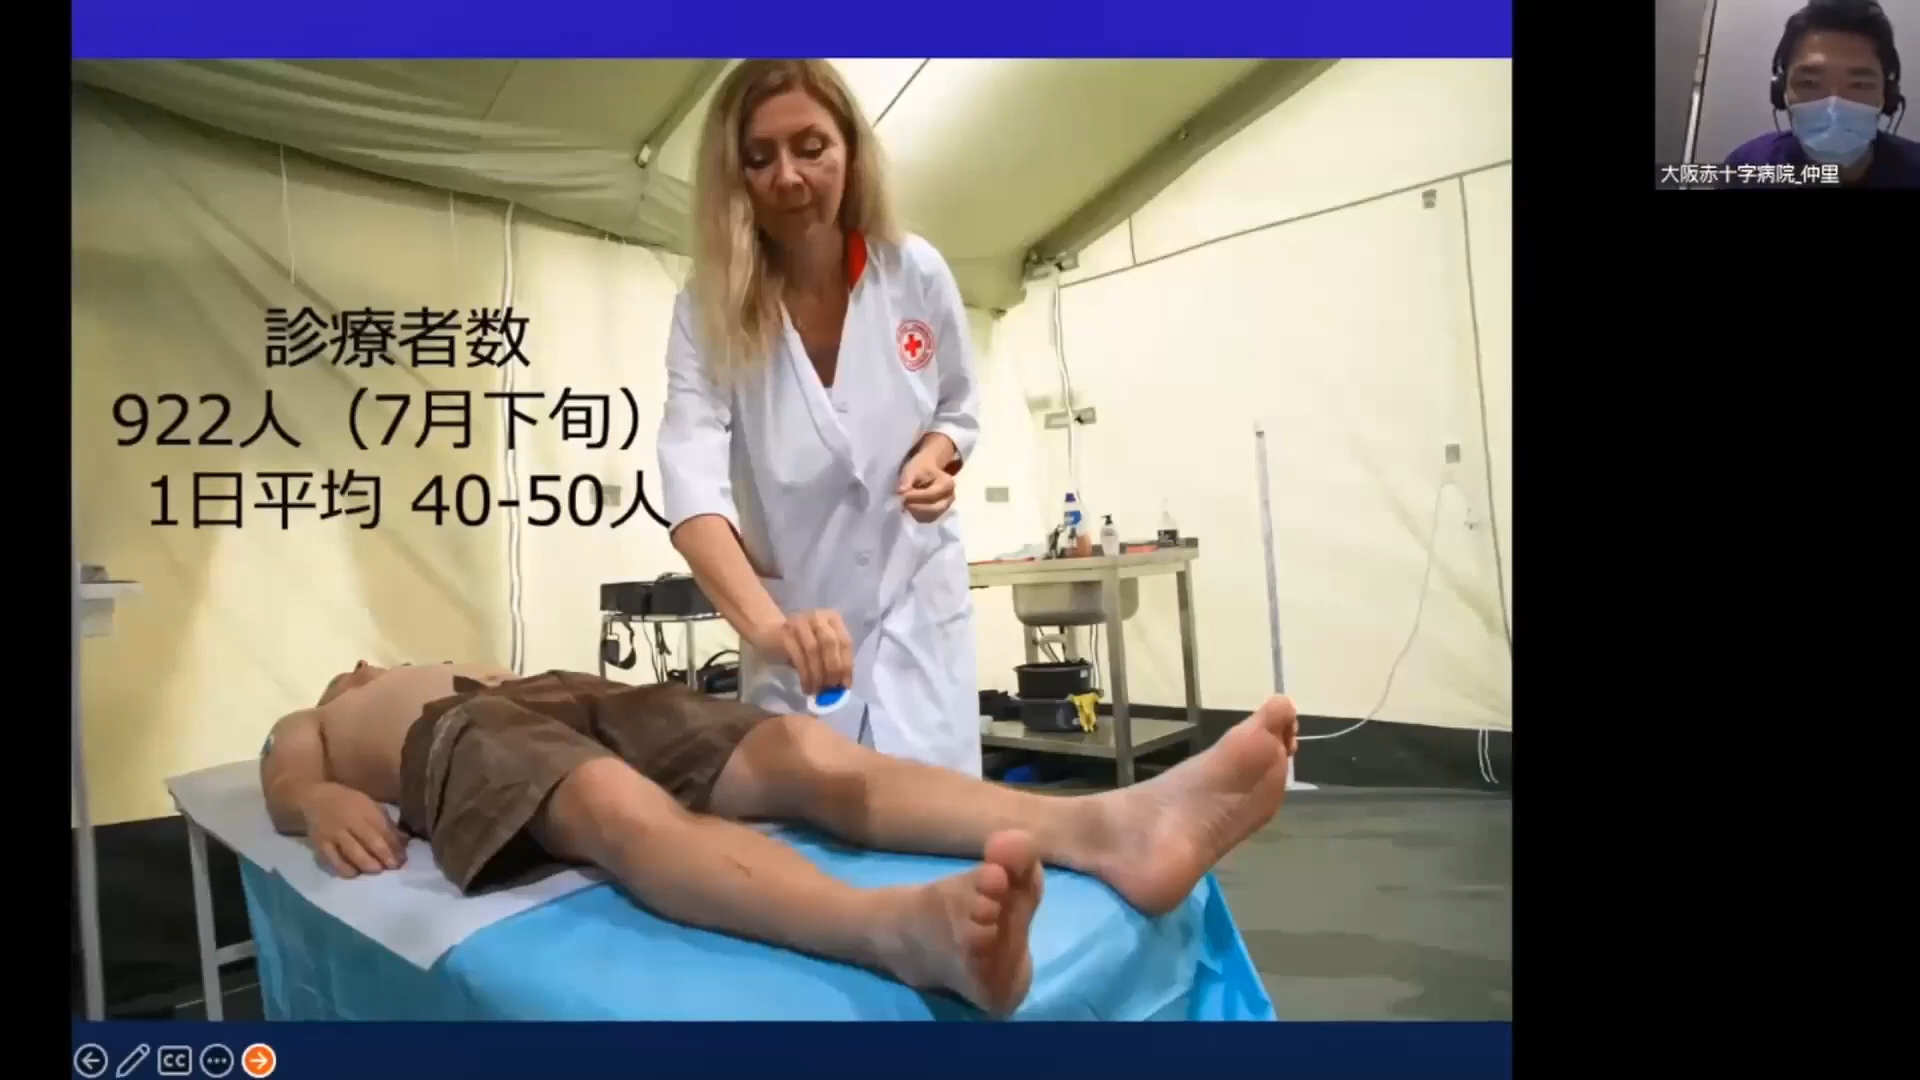 診療者数
922人（7月下旬）
1日平均 40-50人
大阪赤十字病院_仲里
CC